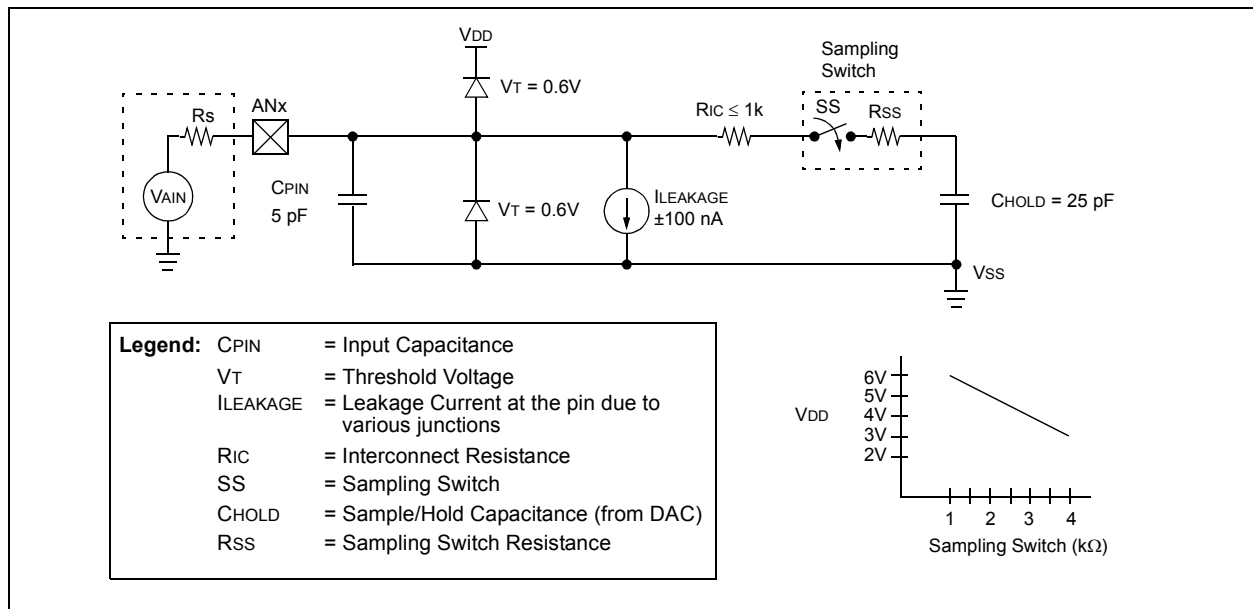 VDD
Sampling
Switch
VT = 0.6V
Rs
ANx
RIC ≤ 1k
SS
RSS
VAIN
CPIN
5 pF
VT = 0.6V
ILEAKAGE
±100 nA
CHOLD = 25 pF
VSS
Legend: CPIN = Input Capacitance
VT = Threshold Voltage
ILEAKAGE = Leakage Current at the pin due to
various junctions
RIC = Interconnect Resistance
SS = Sampling Switch
CHOLD = Sample/Hold Capacitance (from DAC)
RSS = Sampling Switch Resistance
6V
5V
VDD
4V
3V
2V
1 2 3 4
Sampling Switch (kΩ)